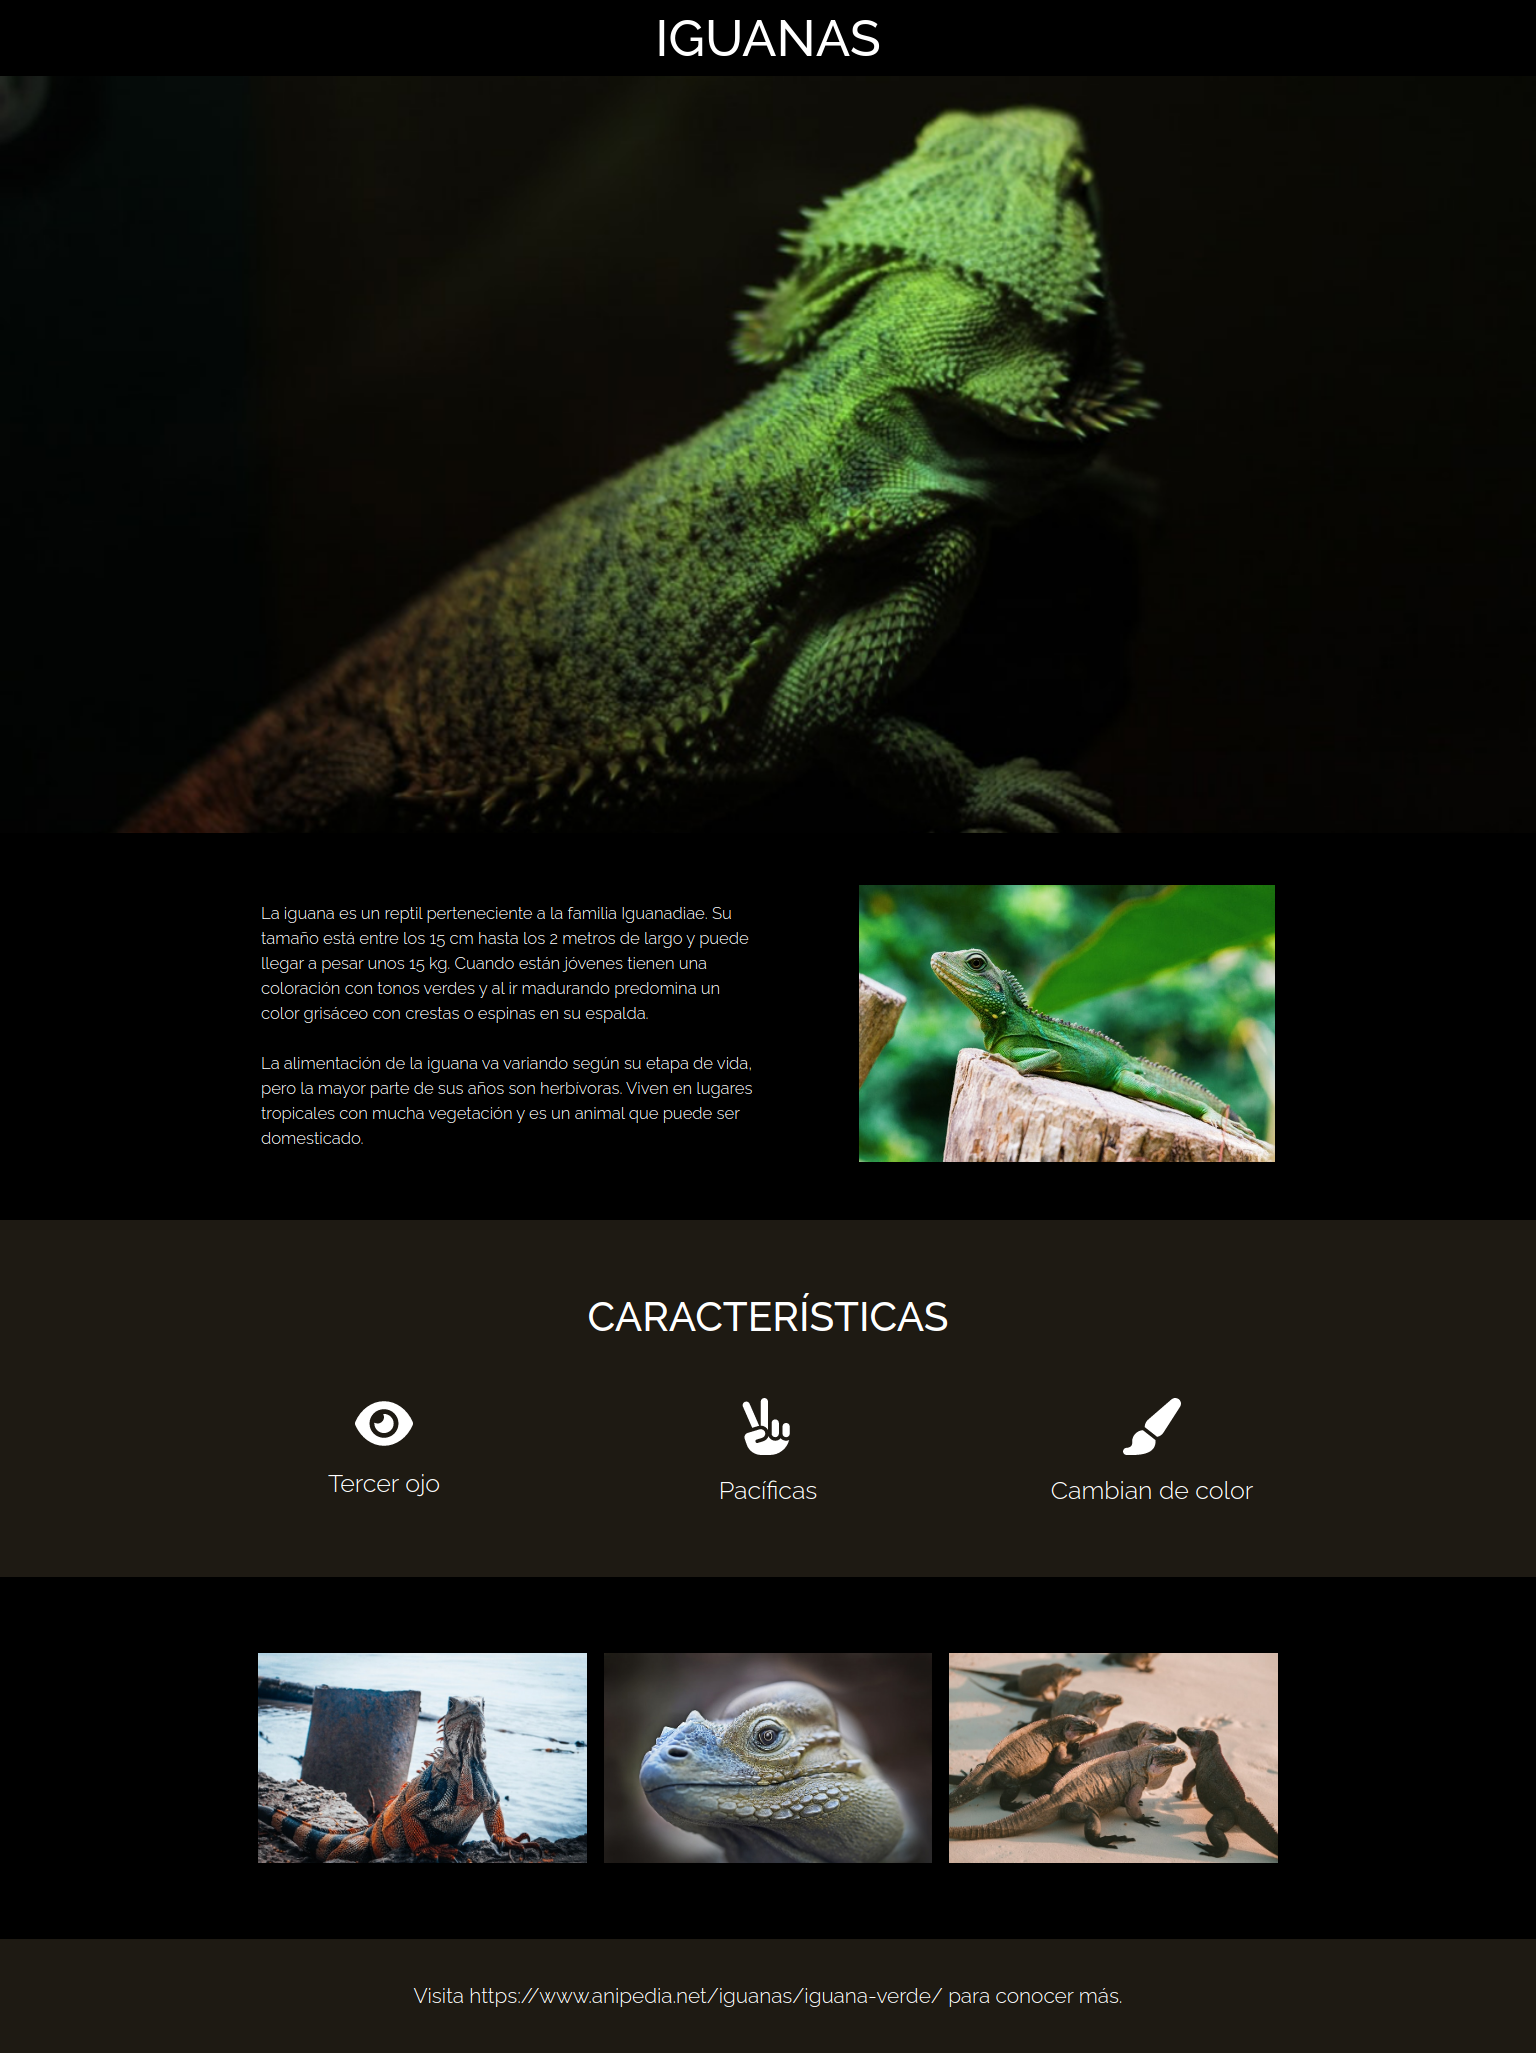 IGUANAS
La iguana es un reptil perteneciente a la familia Iguanadiae. Su
tamaño está entre los 15 cm hasta los 2 metros de largo y puede
llegar a pesar unos 15 kg. Cuando están jóvenes tienen una
coloración con tonos verdes y al ir madurando predomina un
color grisáceo con crestas o espinas en su espalda.
La alimentación de la iguana va variando según su etapa de vida,
pero la mayor parte de sus años son herbívoras. Viven en lugares
tropicales con mucha vegetación y es un animal que puede ser
domesticado.
CARACTERÍSTICAS
Tercer ojo
Pacíficas
Cambian de color
Visita https://www.anipedia.net/iguanas/iguana-verde/ para conocer más.